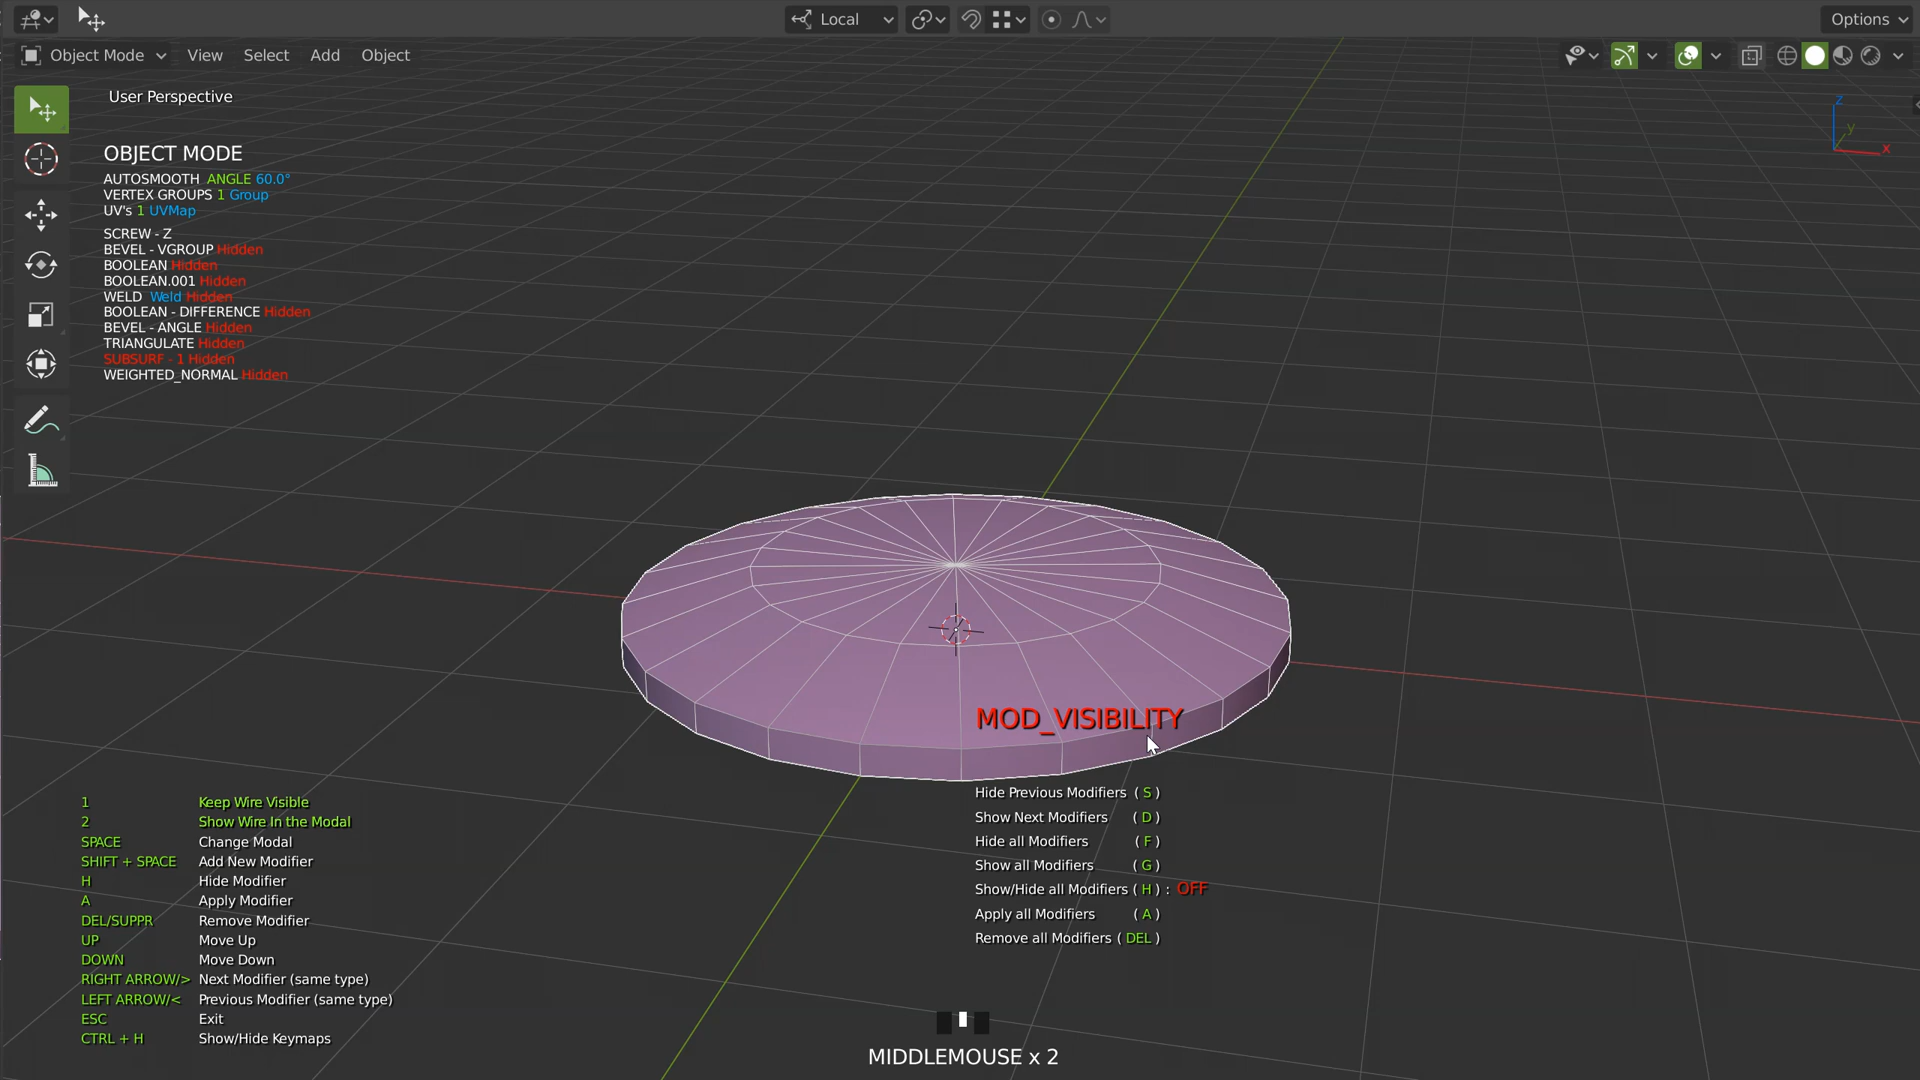 Local
Options
Object Mode
View
Select
Add
Object
User Perspective
z
y
x
OBJECT MODE
AUTOSMOOTH ANGLE 60.0°
VERTEX GROUPS 1 Group
UV's 1 UVMap
SCREW - Z
BEVEL - VGROUP Hidden
BOOLEAN Hidden
BOOLEAN.001 Hidden
WELD Weld Hidden
BOOLEAN - DIFFERENCE Hidden
BEVEL - ANGLE Hidden
TRIANGULATE Hidden
SUBSURF - 1 Hidden
WEIGHTED_NORMAL Hidden
MOD_VISIBILITY
Hide Previous Modifiers ( S )
Show Next Modifiers ( D )
Hide all Modifiers ( F )
Show all Modifiers ( G )
Show/Hide all Modifiers ( H ) : OFF
Apply all Modifiers ( A )
Remove all Modifiers ( DEL )
1 Keep Wire Visible
2 Show Wire In the Modal
SPACE Change Modal
SHIFT + SPACE Add New Modifier
H Hide Modifier
A Apply Modifier
DEL/SUPPR Remove Modifier
UP Move Up
DOWN Move Down
RIGHT ARROW/> Next Modifier (same type)
LEFT ARROW/< Previous Modifier (same type)
ESC Exit
CTRL + H Show/Hide Keymaps
MIDDLEMOUSE x 2